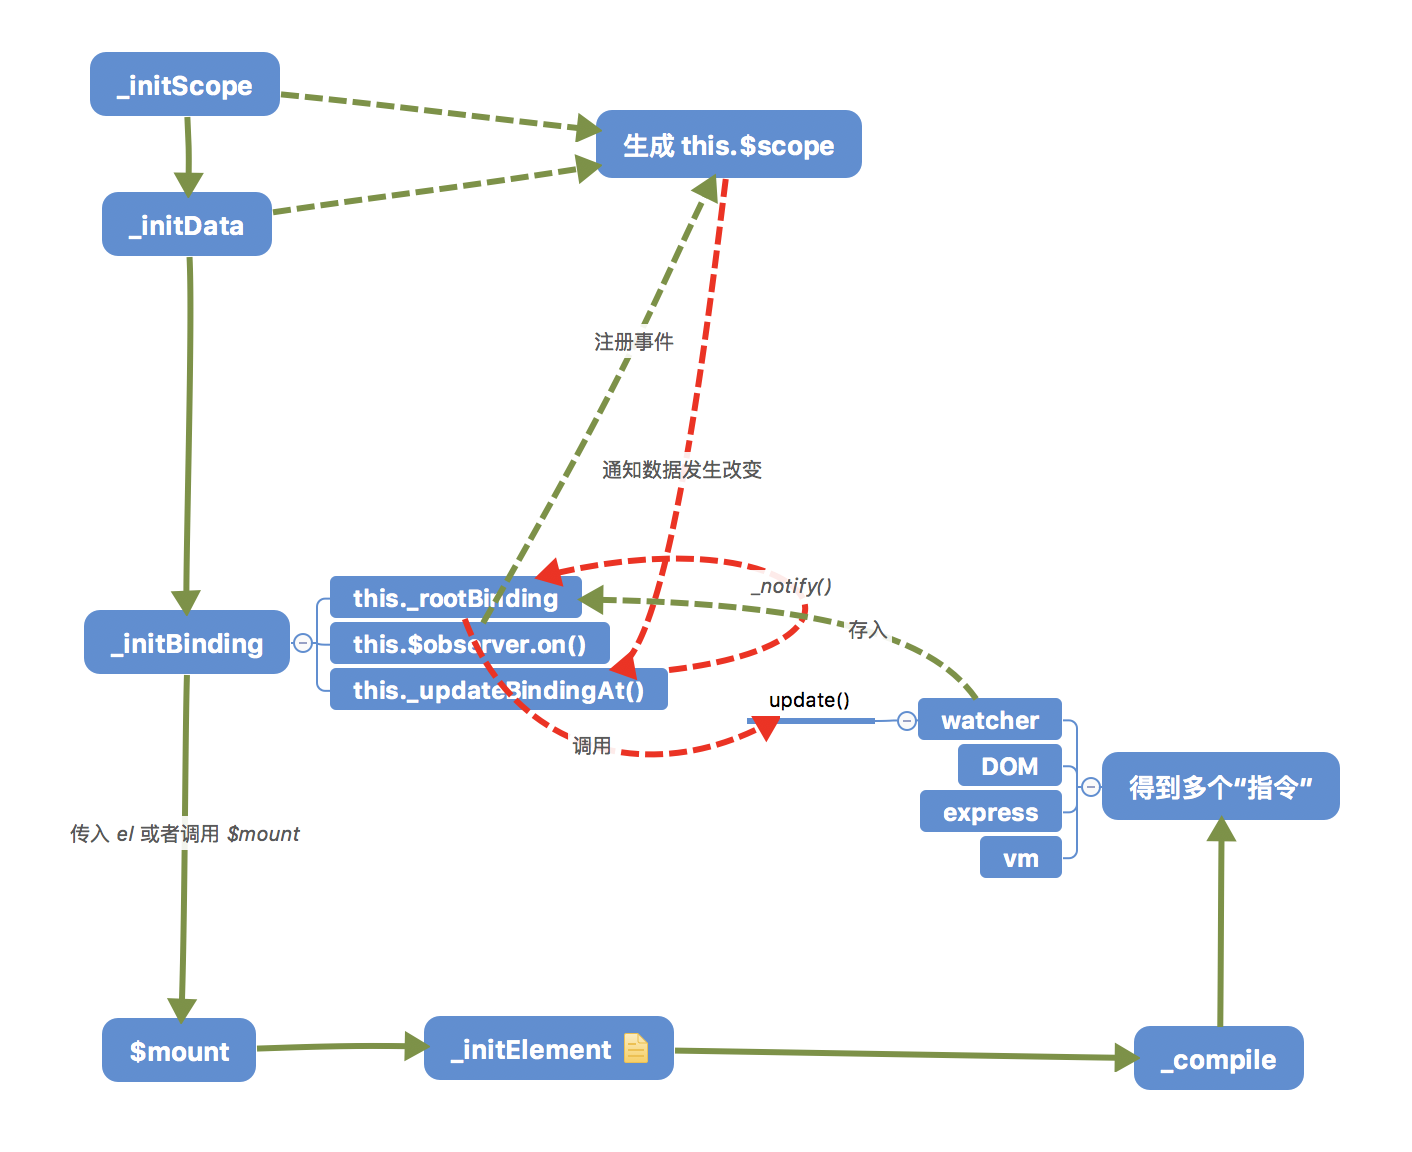 _initScope
生成 this.$scope
_initData
注册事件
通知数据发生改变
this._rootBinding
_notify()
_initBinding
this.$observer.on()
存入
this._updateBindingAt()
update()
watcher
调用
DOM
得到多个“指令”
express
传入 el 或者调用 $mount
vm
$mount
_initElement
_compile